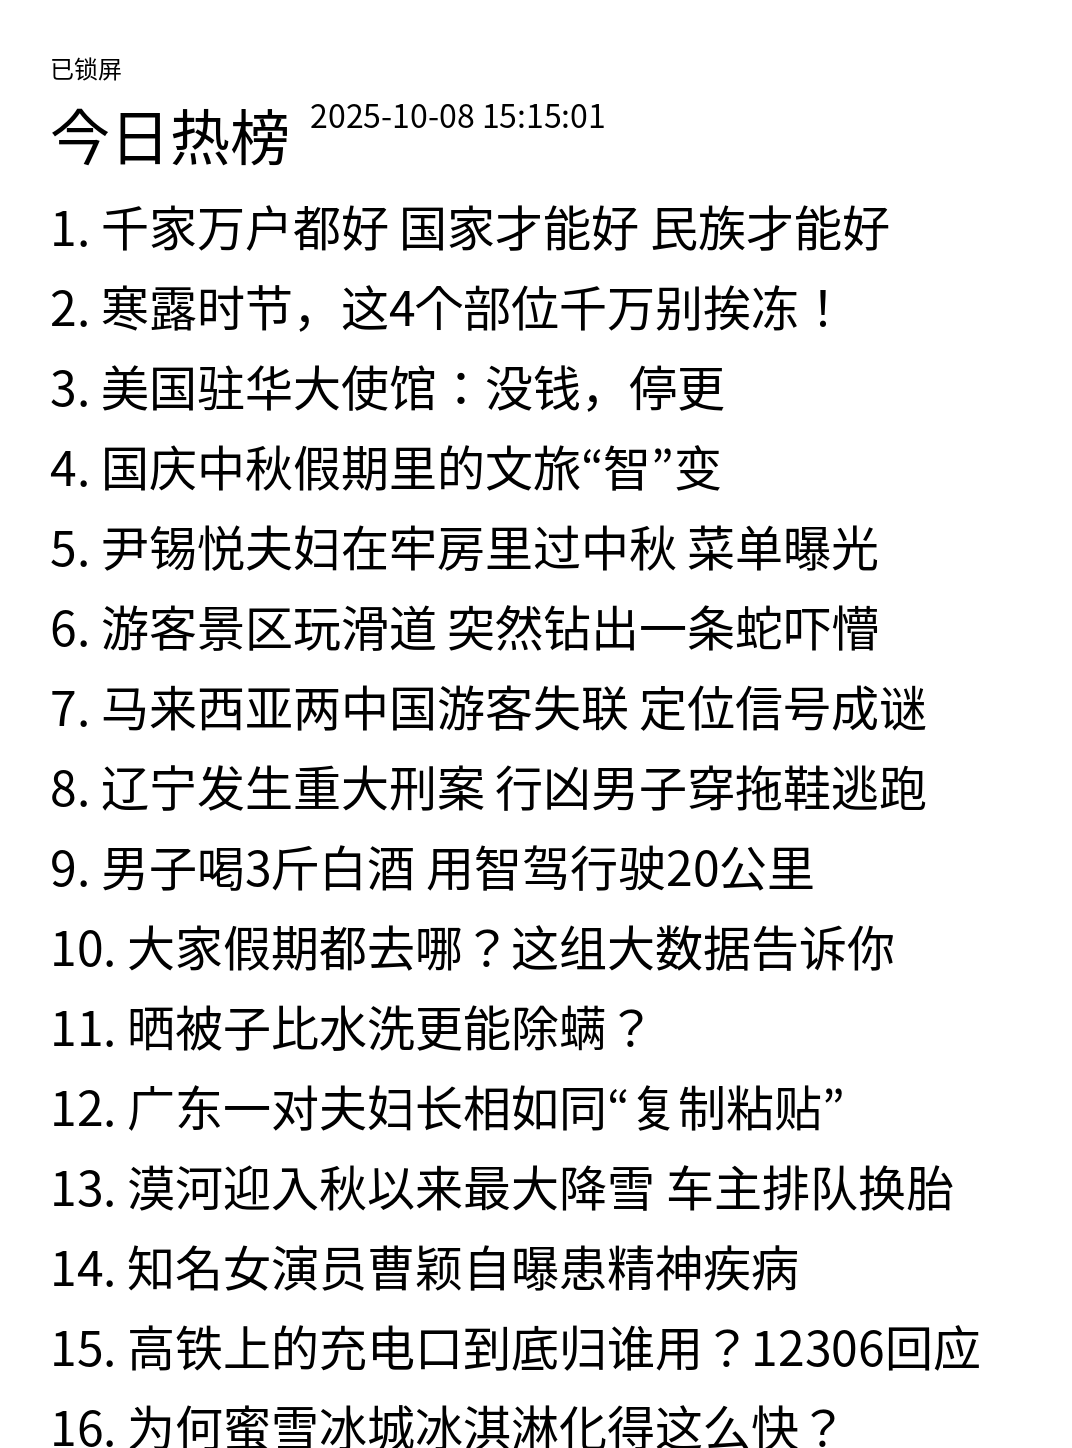 已锁屏
今日热榜 2025-10-08 15:15:01
1. 千家万户都好 国家才能好 民族才能好
2. 寒露时节，这4个部位千万别挨冻！
3. 美国驻华大使馆：没钱，停更
4. 国庆中秋假期里的文旅“智”变
5. 尹锡悦夫妇在牢房里过中秋 菜单曝光
6. 游客景区玩滑道 突然钻出一条蛇吓懵
7. 马来西亚两中国游客失联 定位信号成谜
8. 辽宁发生重大刑案 行凶男子穿拖鞋逃跑
9. 男子喝3斤白酒 用智驾行驶20公里
10. 大家假期都去哪？这组大数据告诉你
11. 晒被子比水洗更能除螨？
12. 广东一对夫妇长相如同“复制粘贴”
13. 漠河迎入秋以来最大降雪 车主排队换胎
14. 知名女演员曹颖自曝患精神疾病
15. 高铁上的充电口到底归谁用？12306回应
16. 为何蜜雪冰城冰淇淋化得这么快？